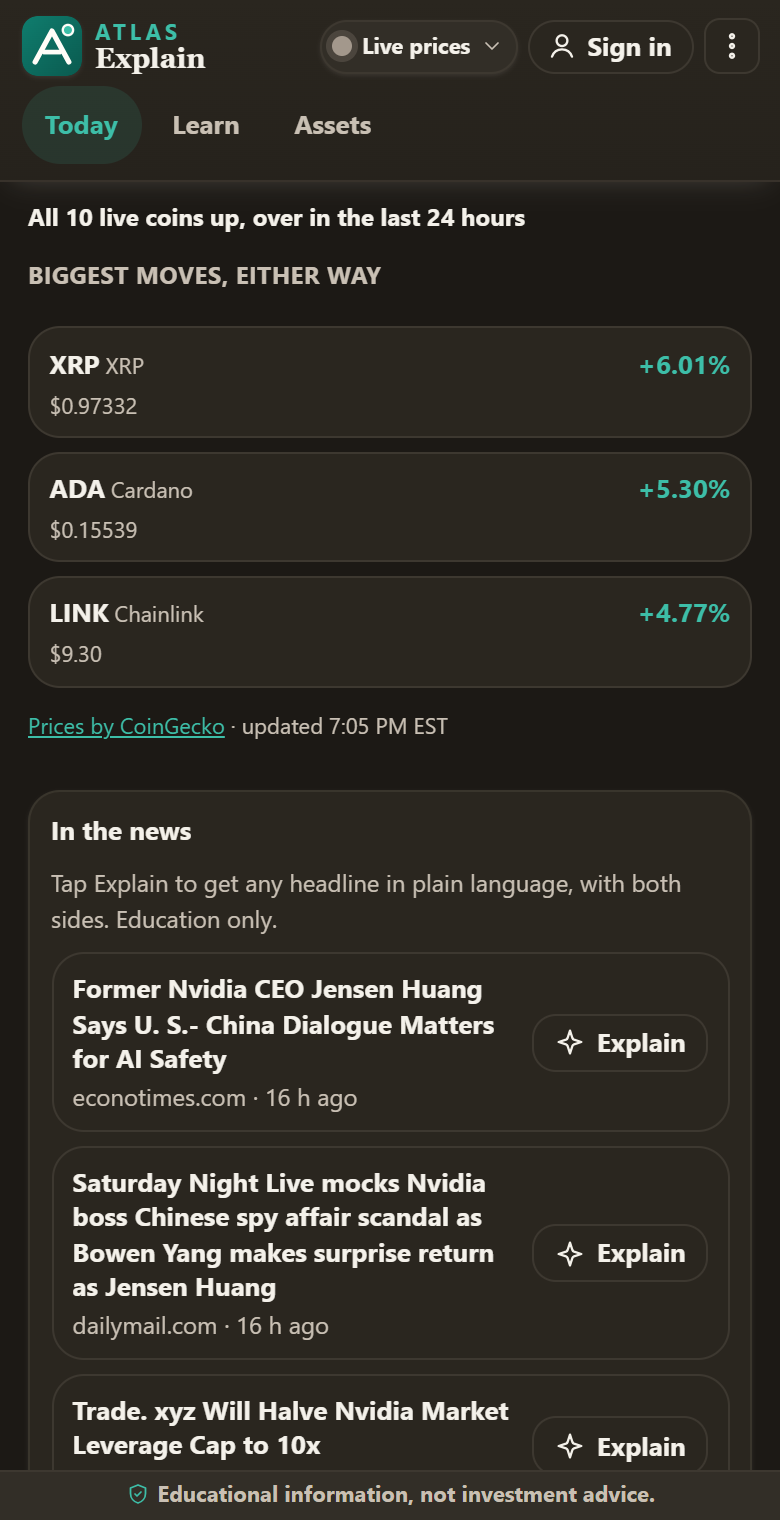 ATLAS
Explain
Live prices
Sign in
Today
Learn
Assets
All 10 live coins up, over in the last 24 hours
BIGGEST MOVES, EITHER WAY
XRP XRP
+6.01%
$0.97332
ADA Cardano
+5.30%
$0.15539
LINK Chainlink
+4.77%
$9.30
Prices by CoinGecko · updated 7:05 PM EST
In the news
Tap Explain to get any headline in plain language, with both
sides. Education only.
Former Nvidia CEO Jensen Huang
Says U. S.- China Dialogue Matters
for AI Safety
econotimes.com · 16 h ago
Explain
Saturday Night Live mocks Nvidia
boss Chinese spy affair scandal as
Bowen Yang makes surprise return
as Jensen Huang
dailymail.com · 16 h ago
Explain
Trade. xyz Will Halve Nvidia Market
Leverage Cap to 10x
Explain
Educational information, not investment advice.